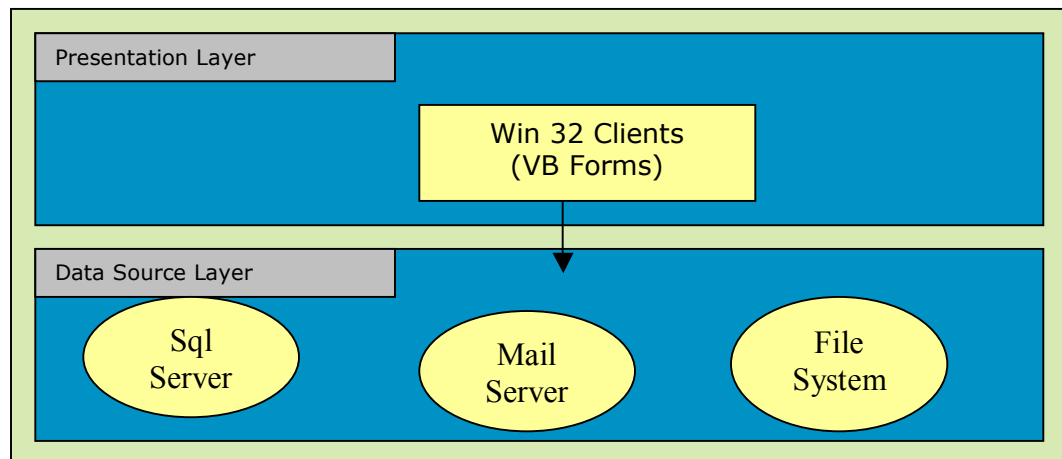 Presentation Layer
Win 32 Clients
(VB Forms)
Data Source Layer
Sql
Server
Mail
Server
File
System